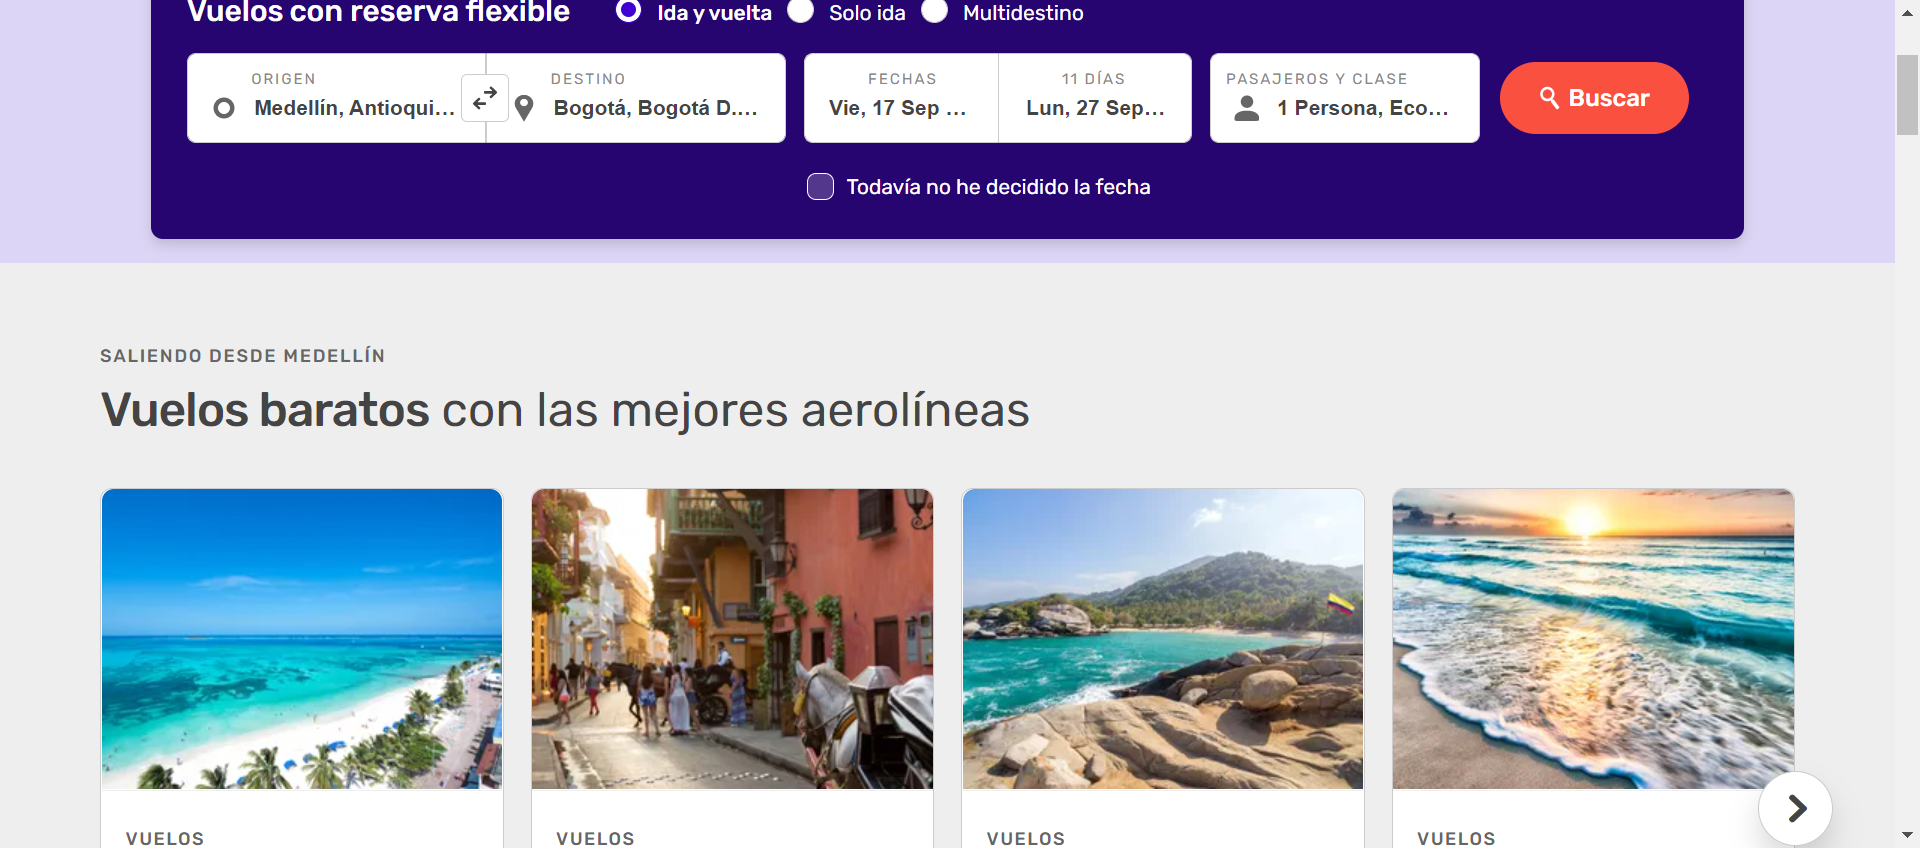 Vuelos con reserva flexible Ida y vuelta Solo ida Multidestino
ORIGEN DESTINO FECHAS 11 DÍAS PASAJEROS Y CLASE
Medellín, Antioqui... Bogotá, Bogotá D.... Vie, 17 Sep ... Lun, 27 Sep... 1 Persona, Eco... Buscar
Todavía no he decidido la fecha
SALIENDO DESDE MEDELLÍN
Vuelos baratos con las mejores aerolíneas
VUELOS VUELOS VUELOS VUELOS